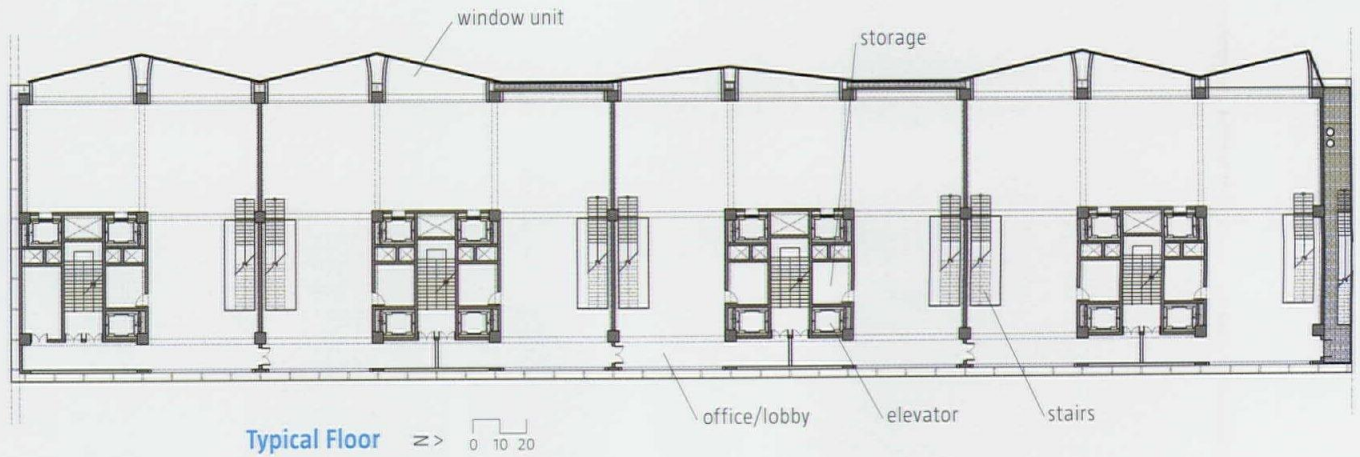 window unit
storage
office/lobby
elevator
stairs
Typical Floor
N >
0 10 20